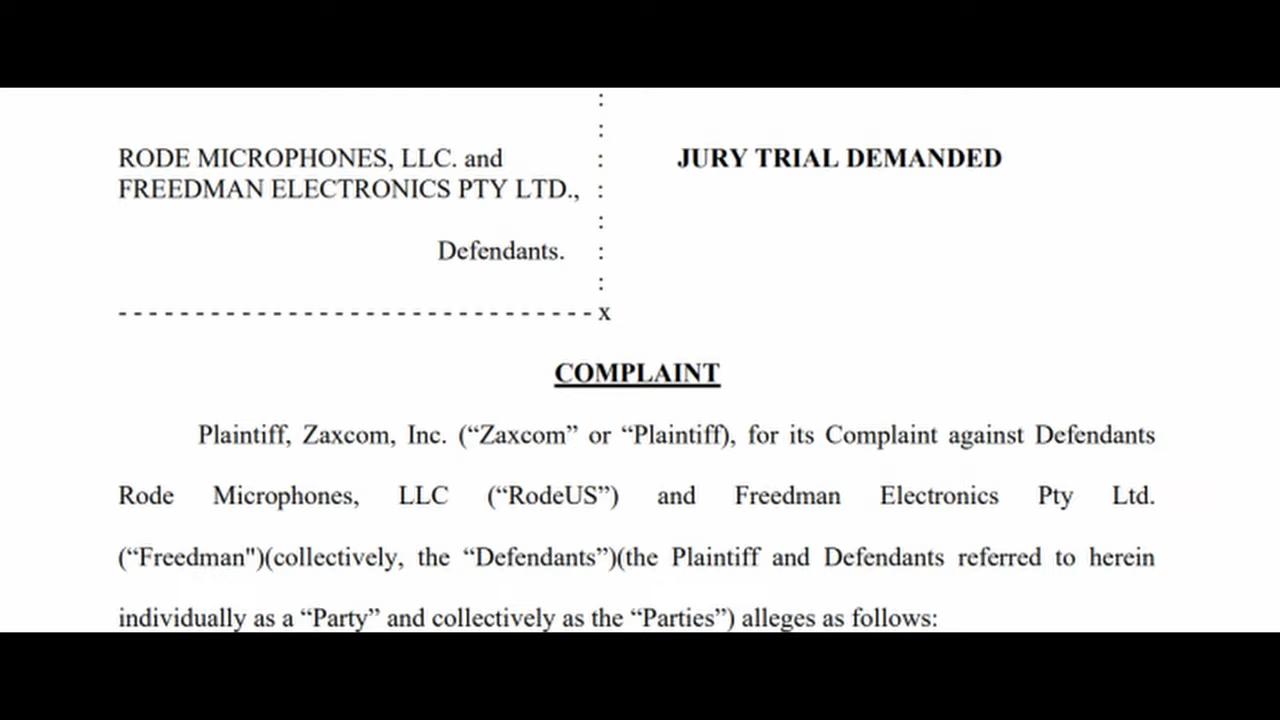 :
:
RODE MICROPHONES, LLC. and : JURY TRIAL DEMANDED
FREEDMAN ELECTRONICS PTY LTD., :
:
Defendants. :
:
- - - - - - - - - - - - - - - - - - - - - - - - - - - - - - - x
COMPLAINT
Plaintiff, Zaxcom, Inc. (“Zaxcom” or “Plaintiff), for its Complaint against Defendants
Rode Microphones, LLC (“RodeUS”) and Freedman Electronics Pty Ltd.
(“Freedman")(collectively, the “Defendants”)(the Plaintiff and Defendants referred to herein
individually as a “Party” and collectively as the “Parties”) alleges as follows: